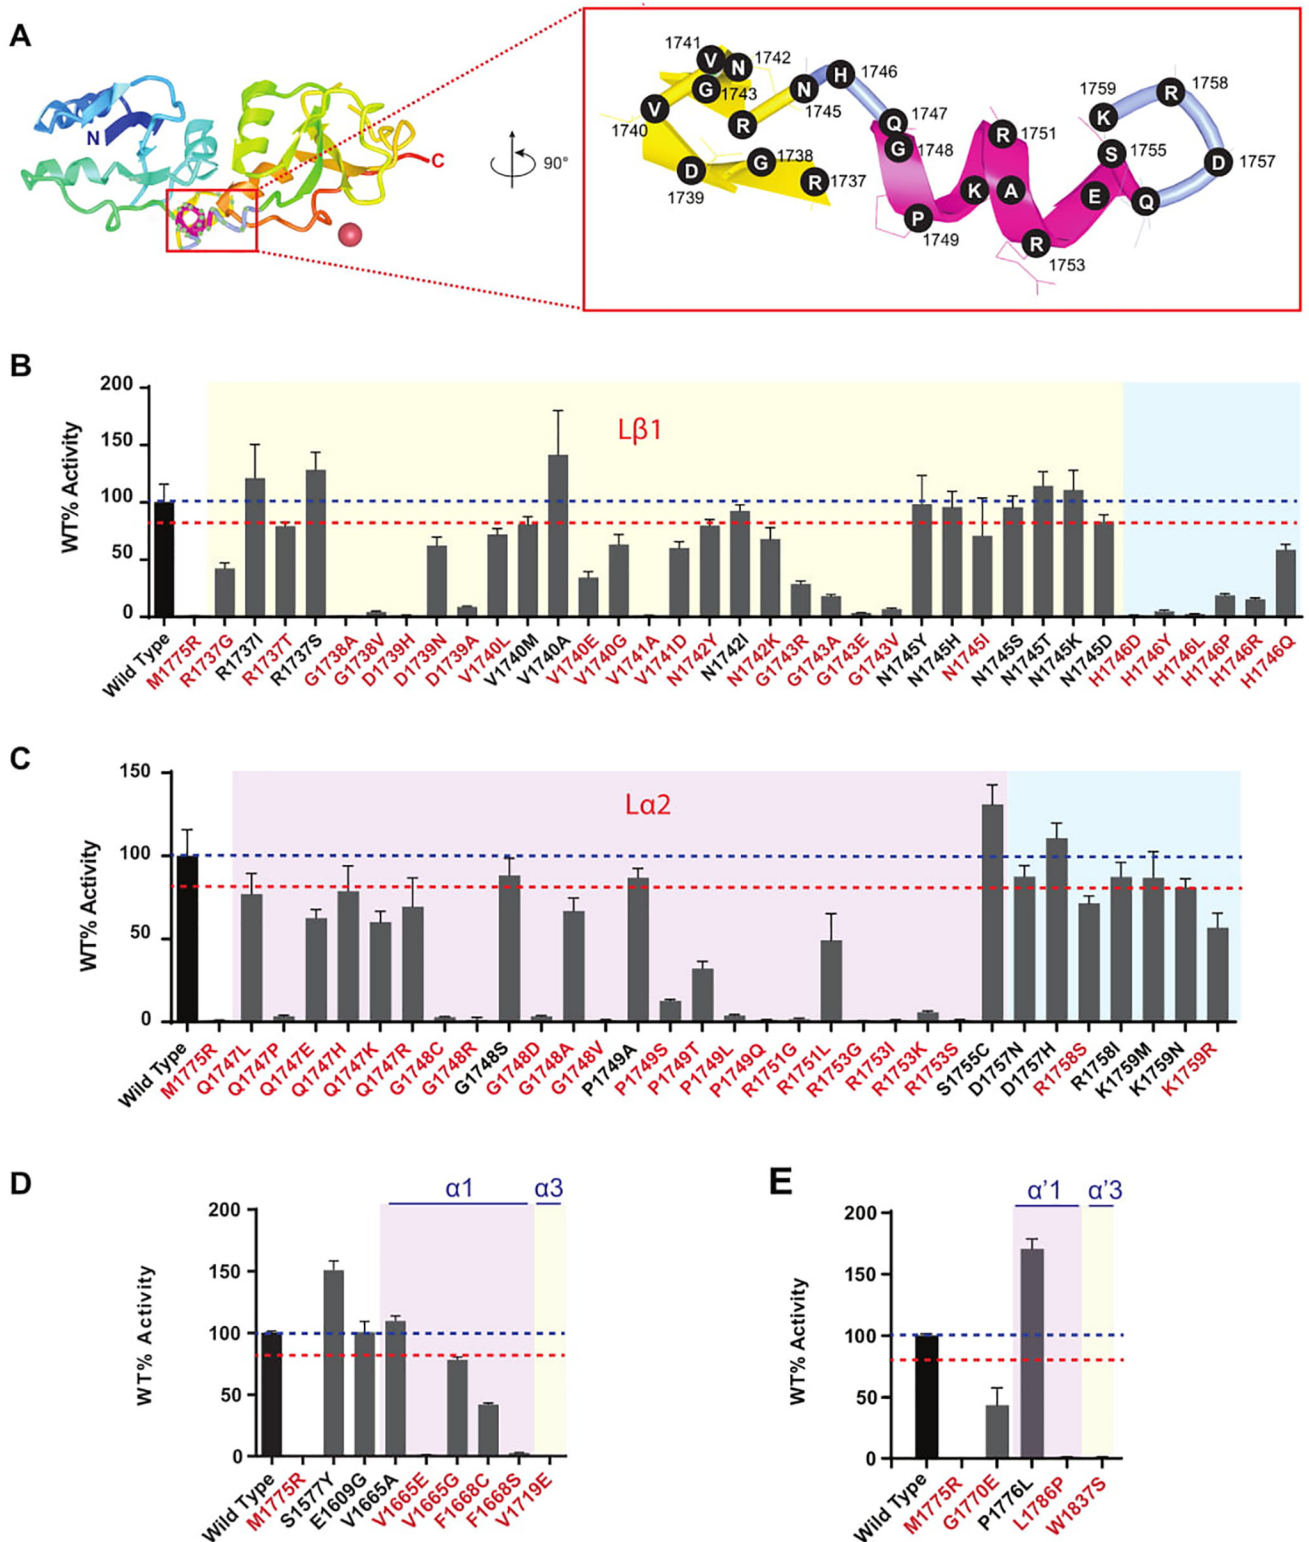 A
N
C
90°
1741
V
N
1742
G
1743
V
1740
R
N
1745
H
1746
Q
1747
G
1748
D
1739
G
1738
R
1737
P
1749
K
A
R
1751
R
1753
E
S
1755
Q
D
1757
R
1758
K
1759
B
WT% Activity
200
150
100
50
0
Lβ1
Wild Type
M1775R
R1737G
R1737I
R1737T
R1737S
G1738A
G1738V
D1739H
D1739N
D1739A
V1740L
V1740M
V1740A
V1740E
V1740G
V1741A
V1741D
N1742Y
N1742I
N1742K
G1743R
G1743A
G1743E
G1743V
N1745Y
N1745H
N1745I
N1745S
N1745T
N1745K
N1745D
H1746D
H1746Y
H1746L
H1746P
H1746R
H1746Q
C
WT% Activity
150
100
50
0
Lα2
Wild Type
M1775R
Q1747L
Q1747P
Q1747E
Q1747H
Q1747K
Q1747R
G1748C
G1748R
G1748S
G1748D
G1748A
G1748V
P1749A
P1749S
P1749T
P1749L
P1749Q
R1751G
R1751L
R1753G
R1753I
R1753K
R1753S
S1755C
D1757N
D1757H
R1758S
R1758I
K1759M
K1759N
K1759R
D
WT% Activity
200
150
100
50
0
α1
α3
Wild Type
M1775R
S1577Y
E1609G
V1665A
V1665E
V1665G
F1668C
F1668S
V1719E
E
WT% Activity
200
150
100
50
0
α'1
α'3
Wild Type
M1775R
G1770E
P1776L
L1786P
W1837S